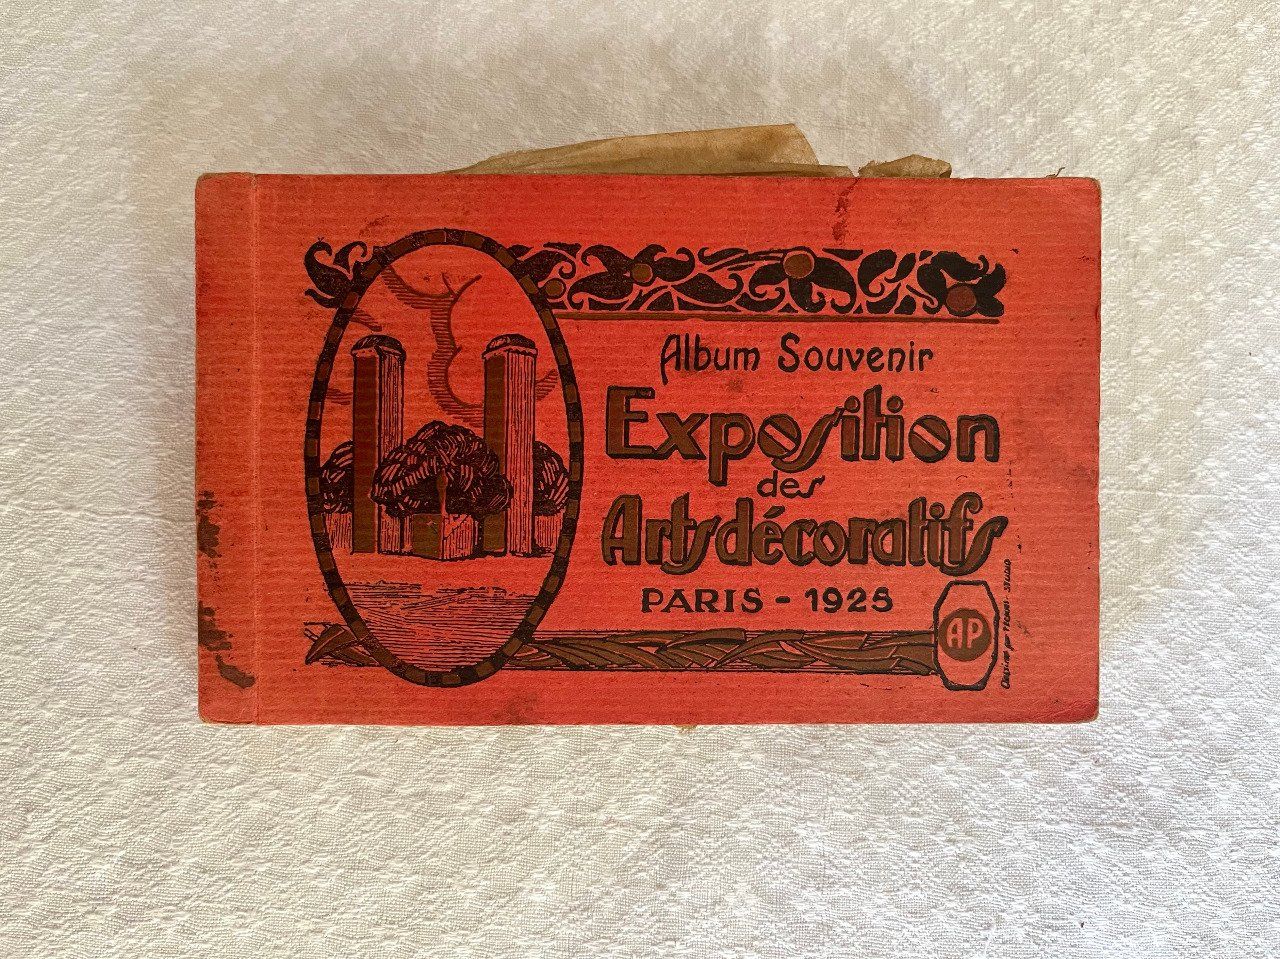 Album Souvenir
Exposition
des
Arts décoratifs
PARIS - 1925
AP